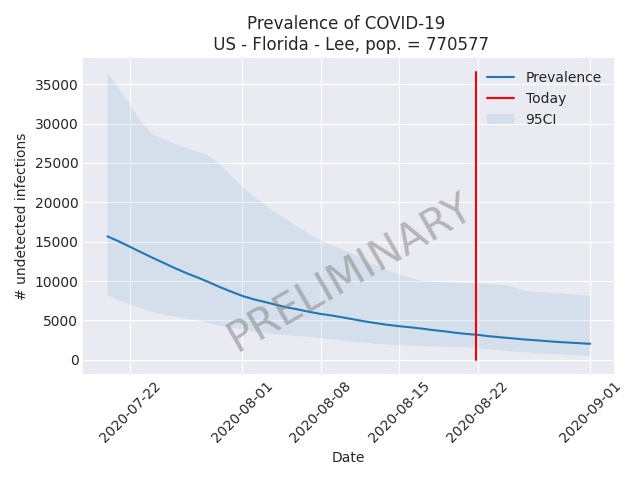 Prevalence of COVID-19
US - Florida - Lee, pop. = 770577
# undetected infections
35000
30000
25000
20000
15000
10000
5000
0
Prevalence
Today
95CI
PRELIMINARY
2020-07-22
2020-08-01
2020-08-08
2020-08-15
2020-08-22
2020-09-01
Date